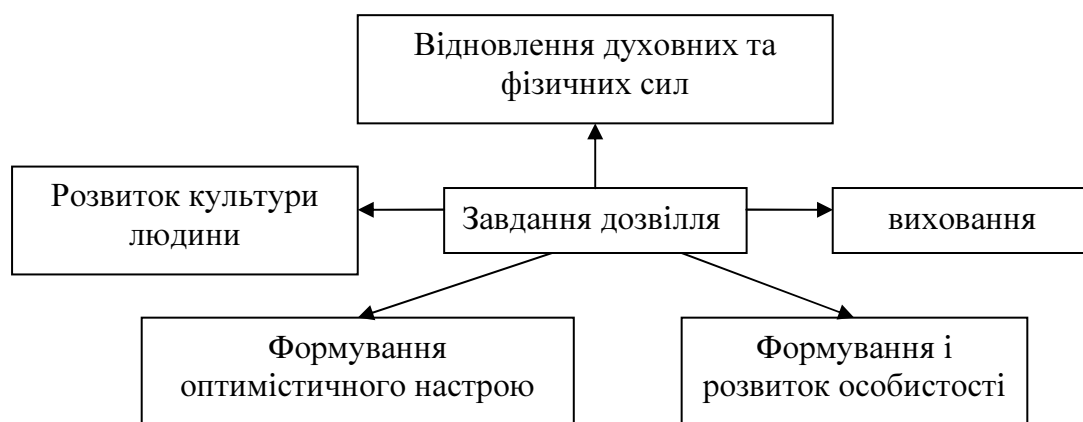 Відновлення духовних та
фізичних сил
Розвиток культури
людини
Завдання дозвілля
виховання
Формування
оптимістичного настрою
Формування і
розвиток особистості